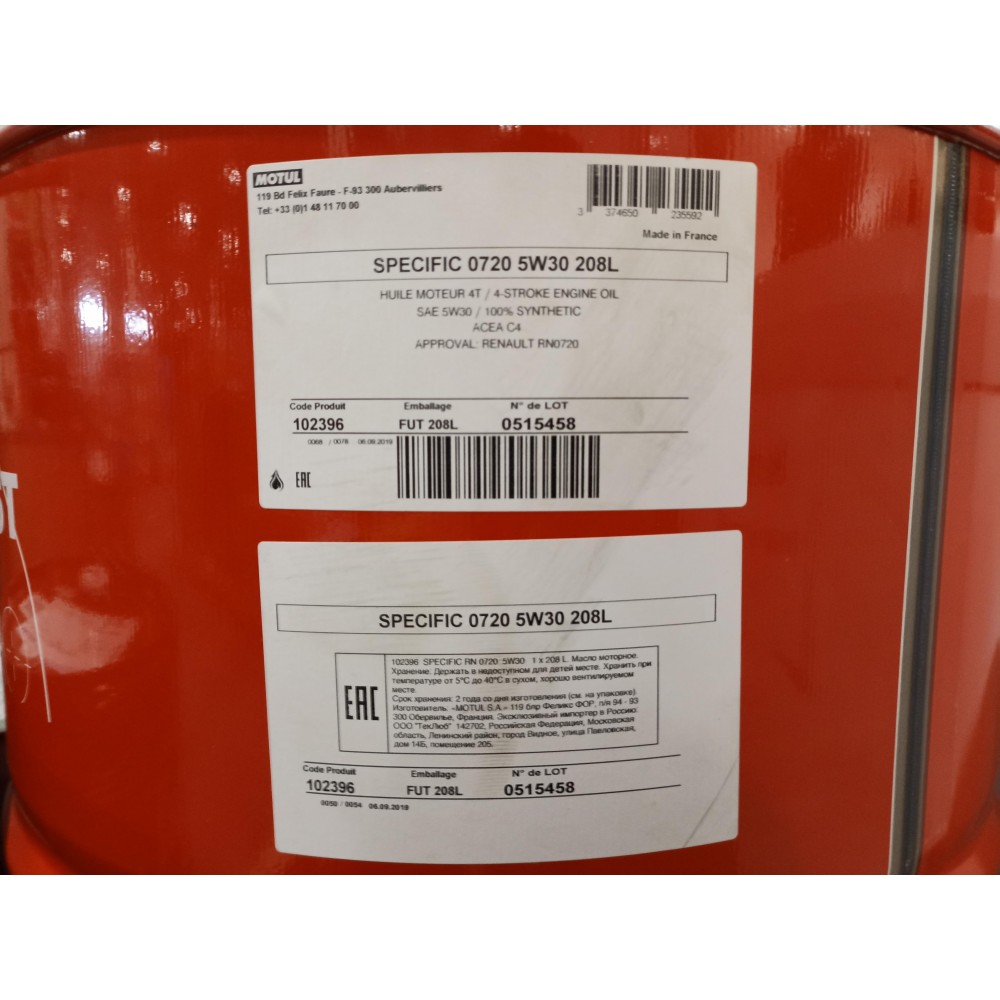 MOTUL
119 Bd Felix Faure - F-93 300 Aubervilliers
Tel: +33 (0)1 48 11 70 00
3 374650 235592
Made in France
SPECIFIC 0720 5W30 208L
HUILE MOTEUR 4T / 4-STROKE ENGINE OIL
SAE 5W30 / 100% SYNTHETIC
ACEA C4
APPROVAL: RENAULT RN0720
Code Produit Emballage N° de LOT
102396 FUT 208L 0515458
0068 / 0078 06.09.2019
EAC
SPECIFIC 0720 5W30 208L
102396 SPECIFIC RN 0720 5W30 1 x 208 L. Масло моторное.
Хранение: Держать в недоступном для детей месте. Хранить при
температуре от 5°C до 40°C в сухом, хорошо вентилируемом
месте.
Срок хранения: 2 года со дня изготовления (см. на упаковке)
Изготовитель: «MOTUL S.A.» 119 блр Феликс ФОР, п/я 94 - 93
300 Обервилье, Франция. Эксклюзивный импортер в Россию:
ООО "ТекЛюб" 142702, Российская Федерация, Московская
область, Ленинский район, город Видное, улица Павловская,
дом 14Б, помещение 205.
EAC
Code Produit Emballage N° de LOT
102396 FUT 208L 0515458
0050 / 0054 06.09.2019